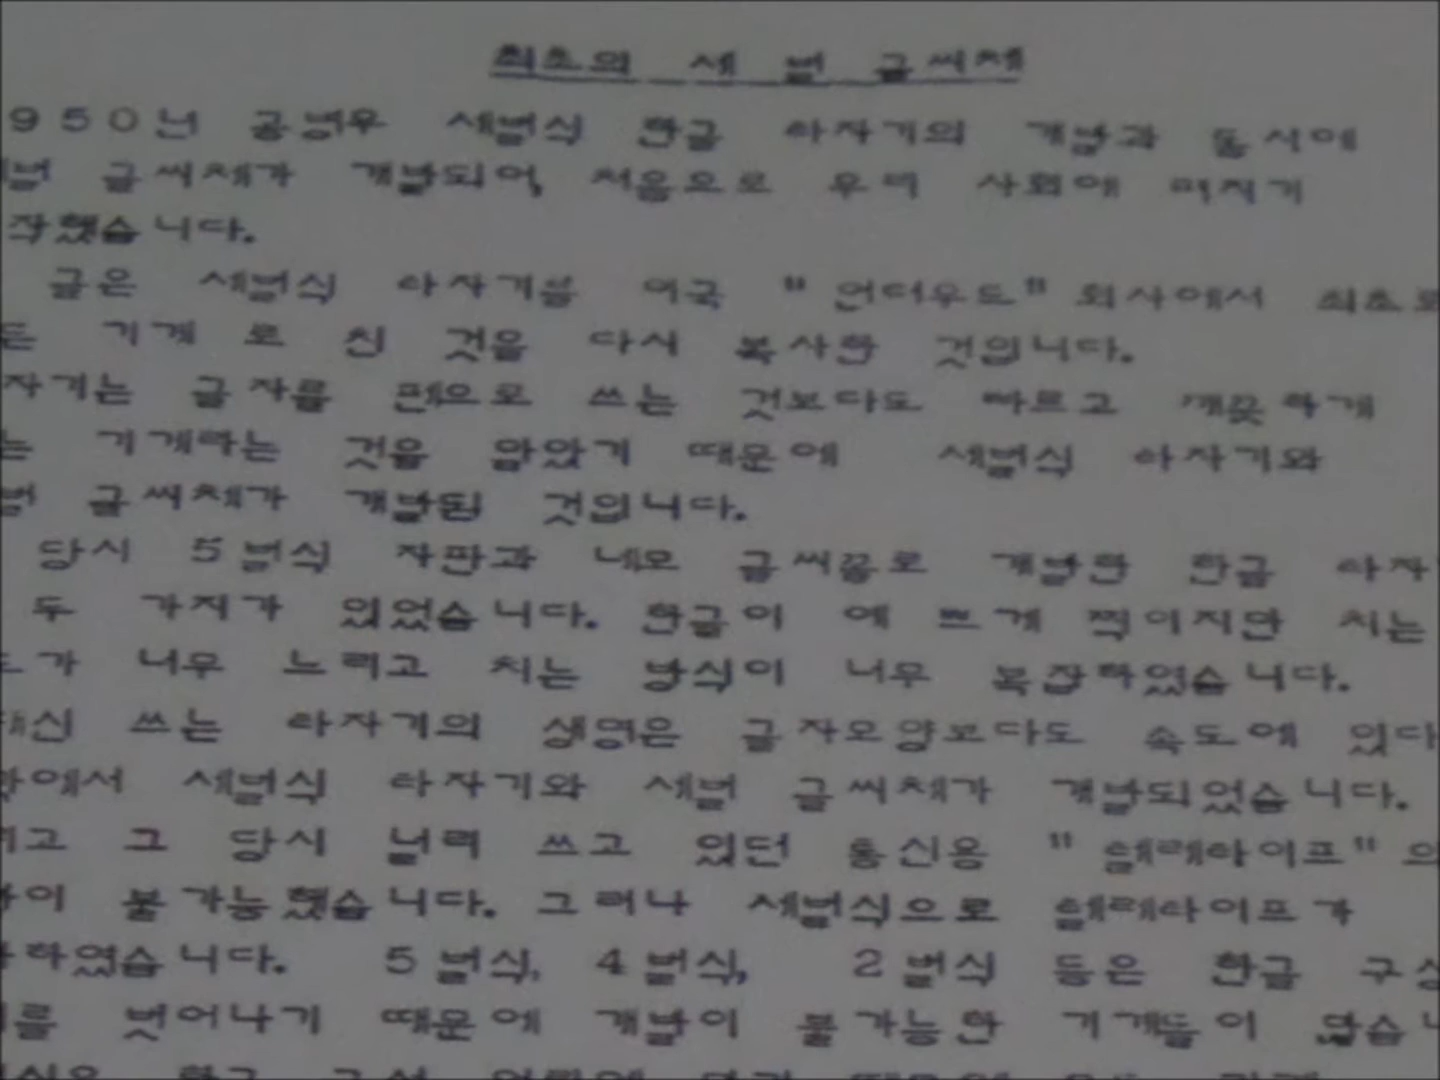 최초의 세 벌 글씨체
950년 공병우 세벌식 한글 타자기의 개발과 동시에
벌 글씨체가 개발되어, 처음으로 우리 사회에 퍼지기
작했습니다.
글은 세벌식 타자기를 미국 "언더우드" 회사에서 최초로
든 기계 로 친 것을 다시 복사한 것입니다.
자기는 글자를 펜으로 쓰는 것보다도 빠르고 깨끗하게
는 기계라는 것을 알았기 때문에 세벌식 타자기와
벌 글씨체가 개발된 것입니다.
당시 5벌식 자판과 네모 글씨꼴로 개발한 한글 타자
두 가지가 있었습니다. 한글이 예 쁘게 찍히지만 치는
도가 너무 느리고 치는 방식이 너무 복잡하였습니다.
대신 쓰는 타자기의 생명은 글자모양보다도 속도에 있다
에서 세벌식 타자기와 세벌 글씨체가 개발되었습니다.
리고 그 당시 널리 쓰고 있던 통신용 "텔레타이프"의
이 불가능했습니다. 그러나 세벌식으로 텔레타이프가
하였습니다. 5벌식, 4벌식, 2벌식 등은 한글 구성
를 벗어나기 때문에 개발이 불가능한 기계들이 많습니